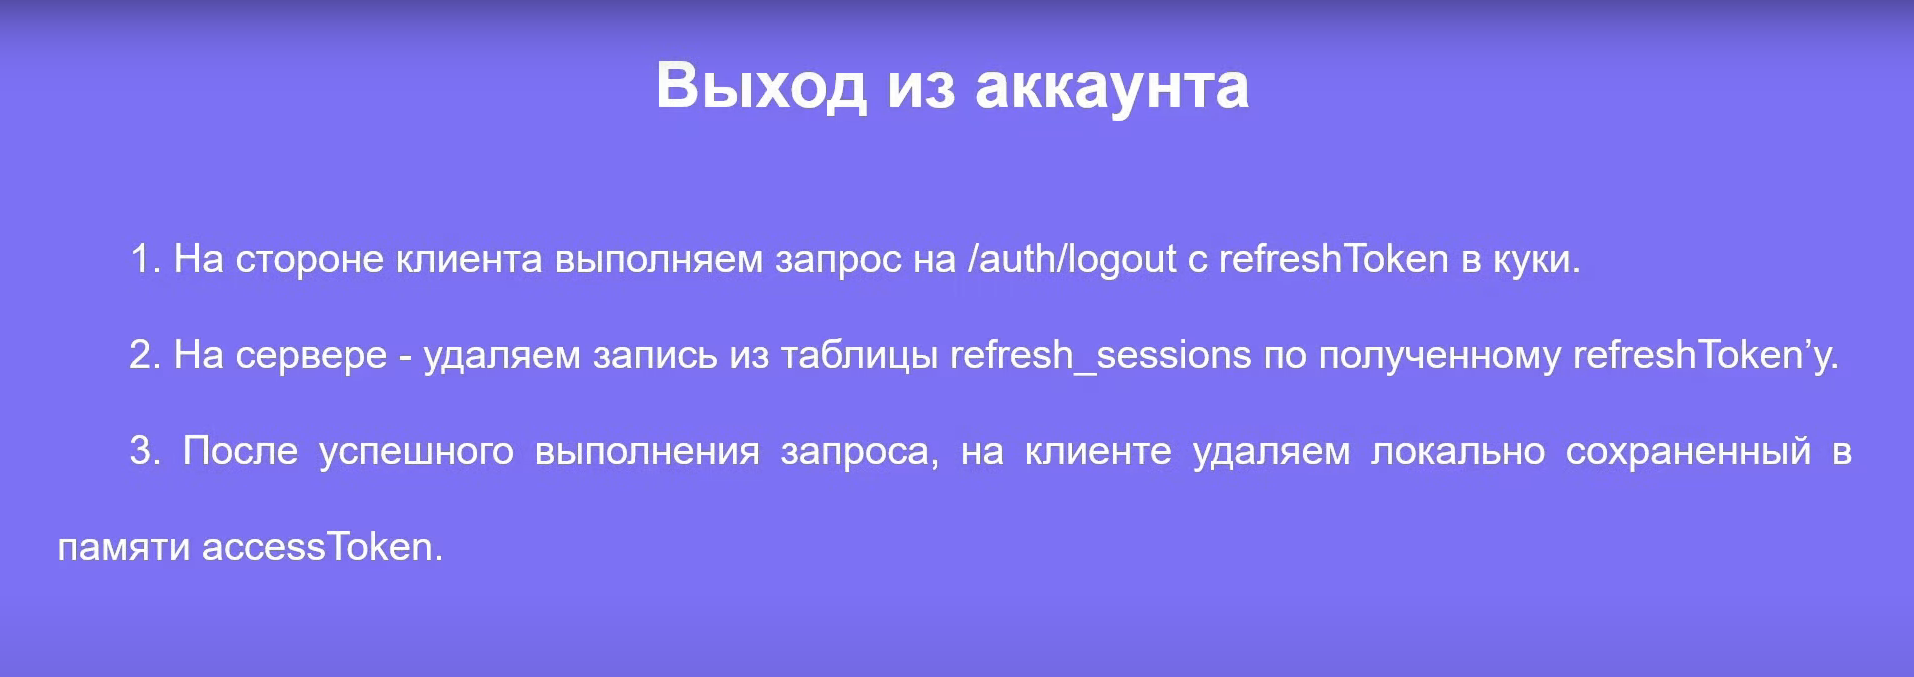 Выход из аккаунта
1. На стороне клиента выполняем запрос на /auth/logout с refreshToken в куки.
2. На сервере - удаляем запись из таблицы refresh_sessions по полученному refreshToken’у.
3. После успешного выполнения запроса, на клиенте удаляем локально сохраненный в
памяти accessToken.